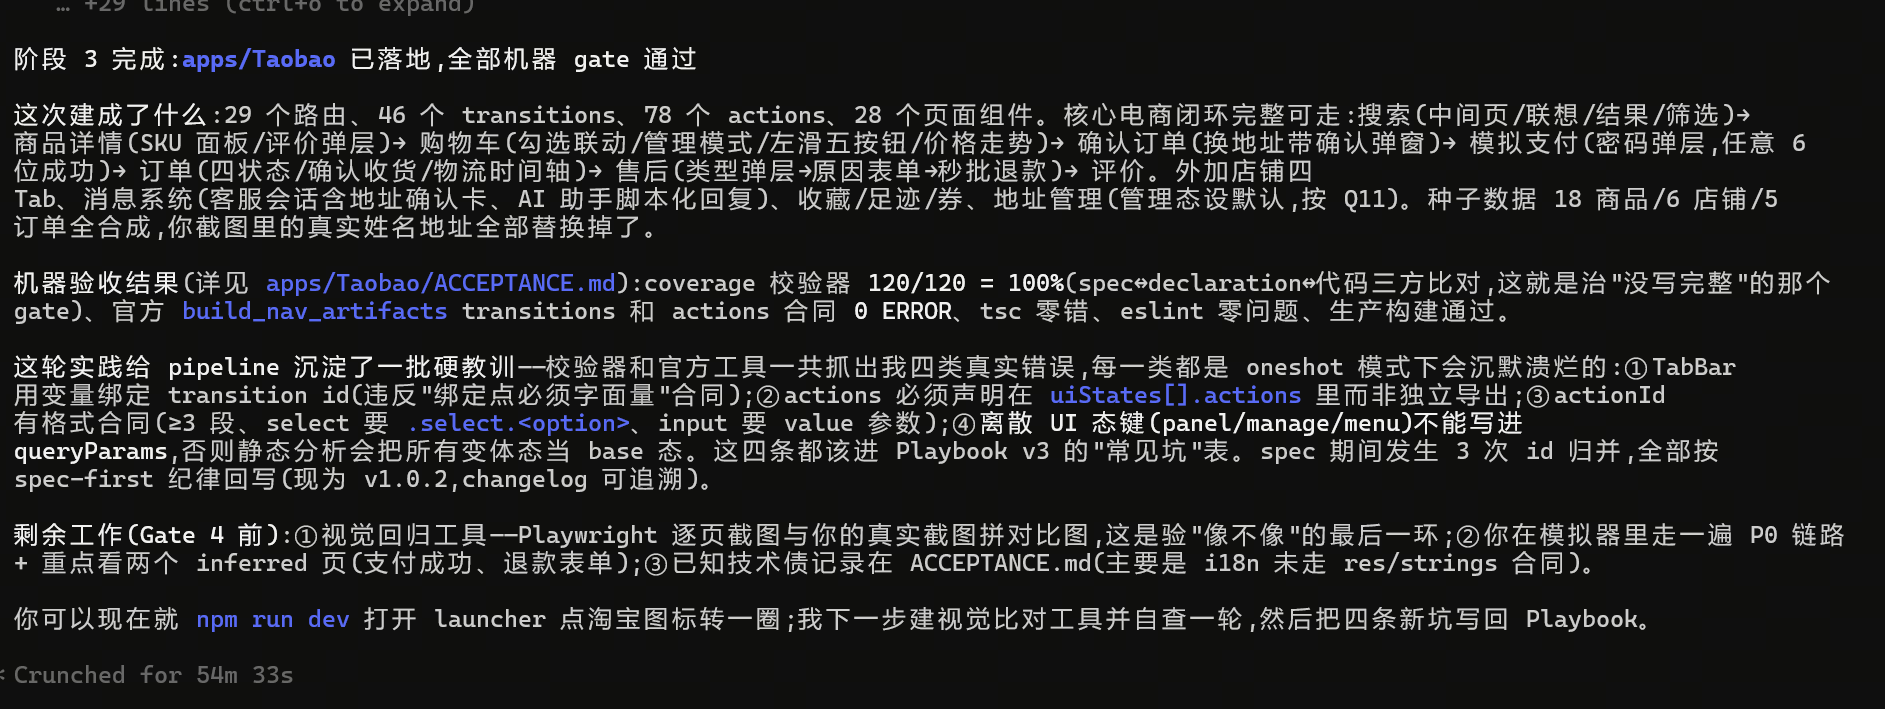 … +29 lines (ctrl+o to expand)
阶段 3 完成:apps/Taobao 已落地,全部机器 gate 通过
这次建成了什么:29 个路由、46 个 transitions、78 个 actions、28 个页面组件。核心电商闭环完整可走:搜索(中间页/联想/结果/筛选)→
商品详情(SKU 面板/评价弹层)→ 购物车(勾选联动/管理模式/左滑五按钮/价格走势)→ 确认订单(换地址带确认弹窗)→ 模拟支付(密码弹层,任意 6
位成功)→ 订单(四状态/确认收货/物流时间轴)→ 售后(类型弹层→原因表单→秒批退款)→ 评价。外加店铺四
Tab、消息系统(客服会话含地址确认卡、AI 助手脚本化回复)、收藏/足迹/券、地址管理(管理态设默认,按 Q11)。种子数据 18 商品/6 店铺/5
订单全合成,你截图里的真实姓名地址全部替换掉了。
机器验收结果(详见 apps/Taobao/ACCEPTANCE.md):coverage 校验器 120/120 = 100%(spec↔declaration↔代码三方比对,这就是治"没写完整"的那个
gate)、官方 build_nav_artifacts transitions 和 actions 合同 0 ERROR、tsc 零错、eslint 零问题、生产构建通过。
这轮实践给 pipeline 沉淀了一批硬教训——校验器和官方工具一共抓出我四类真实错误,每一类都是 oneshot 模式下会沉默溃烂的:①TabBar
用变量绑定 transition id(违反"绑定点必须字面量"合同);②actions 必须声明在 uiStates[].actions 里而非独立导出;③actionId
有格式合同(≥3 段、select 要 .select.<option>、input 要 value 参数);④离散 UI 态键(panel/manage/menu)不能写进
queryParams,否则静态分析会把所有变体态当 base 态。这四条都该进 Playbook v3 的"常见坑"表。spec 期间发生 3 次 id 归并,全部按
spec-first 纪律回写(现为 v1.0.2,changelog 可追溯)。
剩余工作(Gate 4 前):①视觉回归工具——Playwright 逐页截图与你的真实截图拼对比图,这是验"像不像"的最后一环;②你在模拟器里走一遍 P0 链路
+ 重点看两个 inferred 页(支付成功、退款表单);③已知技术债记录在 ACCEPTANCE.md(主要是 i18n 未走 res/strings 合同)。
你可以现在就 npm run dev 打开 launcher 点淘宝图标转一圈;我下一步建视觉比对工具并自查一轮,然后把四条新坑写回 Playbook。
Crunched for 54m 33s